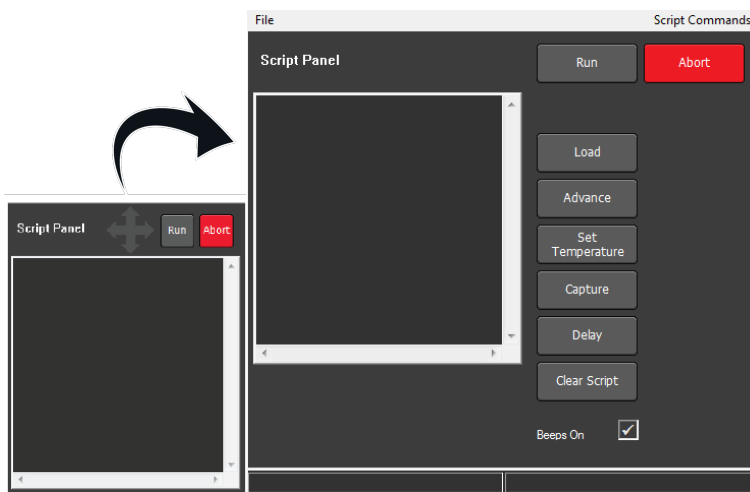 File Script Commands
Script Panel Run Abort
Load
Advance
Set
Temperature
Capture
Delay
Clear Script
Beeps On
Script Panel Run Abort